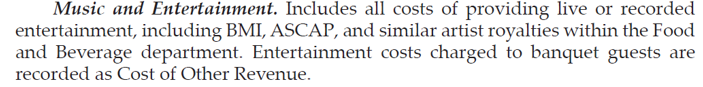 Music and Entertainment. Includes all costs of providing live or recorded
entertainment, including BMI, ASCAP, and similar artist royalties within the Food
and Beverage department. Entertainment costs charged to banquet guests are
recorded as Cost of Other Revenue.